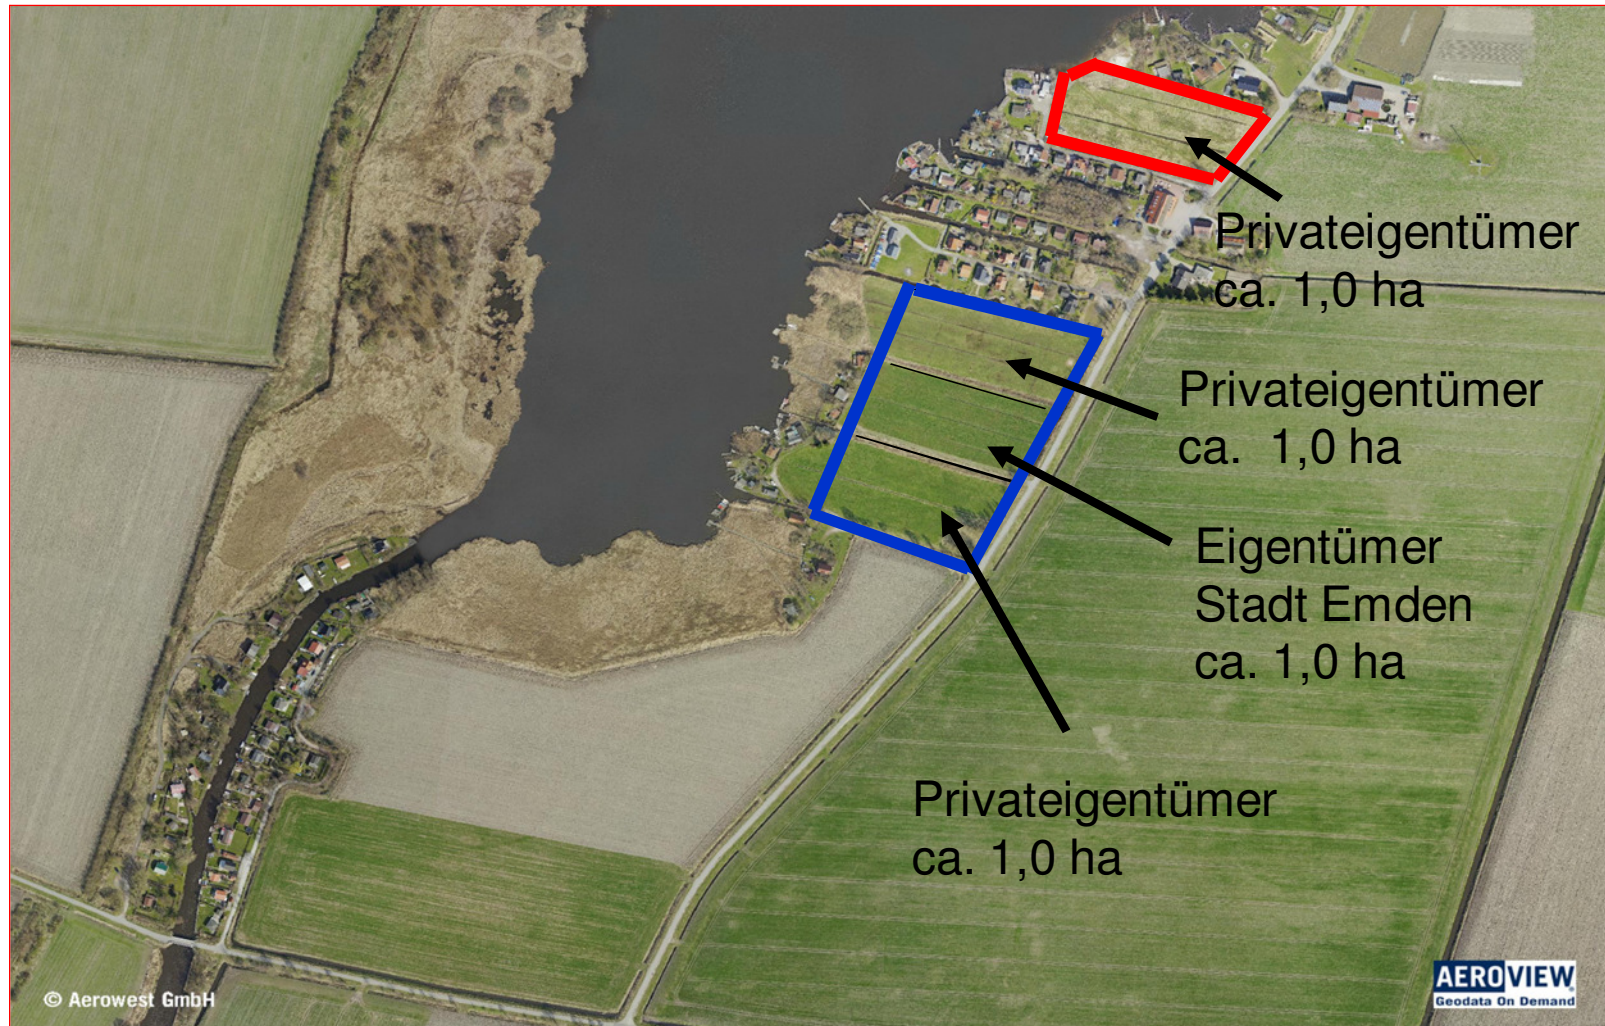 Privateigentümer
ca. 1,0 ha
Privateigentümer
ca. 1,0 ha
Eigentümer
Stadt Emden
ca. 1,0 ha
Privateigentümer
ca. 1,0 ha
© Aerowest GmbH
AEROVIEW
Geodata On Demand